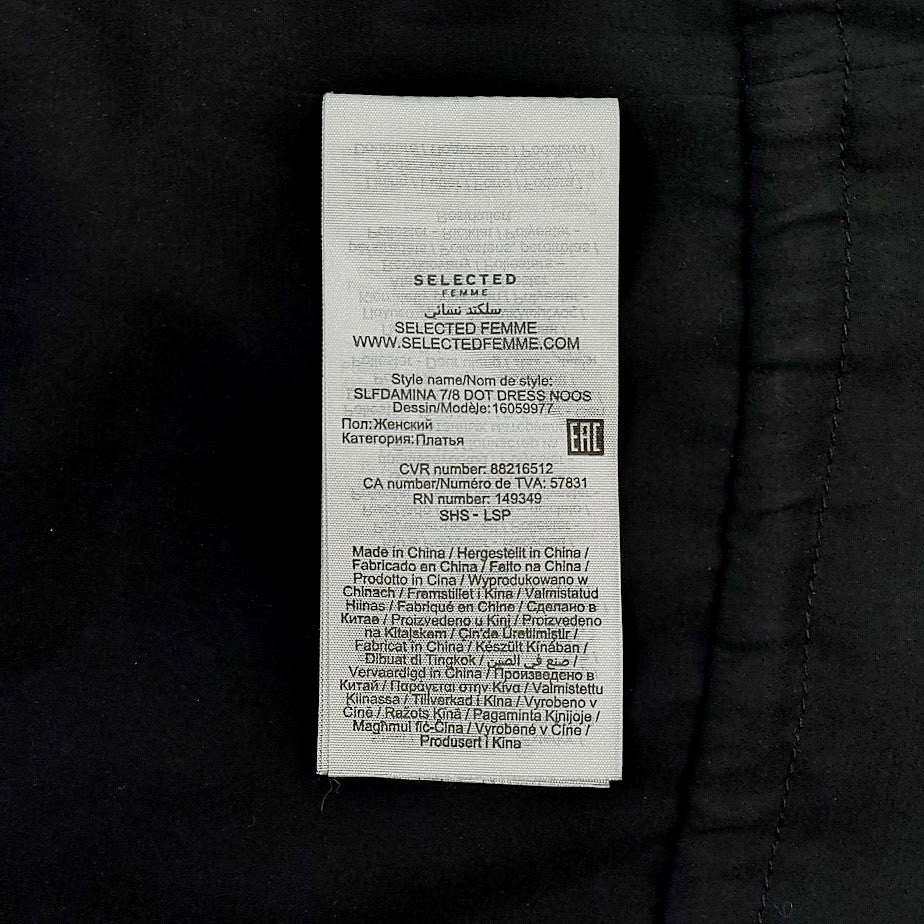 SELECTED
FEMME
سلكتد نسائي
SELECTED FEMME
WWW.SELECTEDFEMME.COM
Style name/Nom de style:
SLFDAMINA 7/8 DOT DRESS NOOS
Dessin/Modèle: 16059977
Пол:Женский
Категория:Платья
EAC
CVR number: 88216512
CA number/Numéro de TVA: 57831
RN number: 149349
SHS - LSP
Made in China / Hergestellt in China /
Fabricado en China / Feito na China /
Prodotto in Cina / Wyprodukowano w
Chinach / Fremstillet i Kina / Valmistatud
Hiinas / Fabriqué en Chine / Сделано в
Китае / Proizvedeno u Kini / Proizvedeno
na Kitajskem / Çin'de Üretilmiştir /
Fabricat in China / Készült Kínában /
Dibuat di Tingkok / صنع في الصين /
Vervaardigd in China / Произведено в
Китай / Παράγεται στην Κίνα / Valmistettu
Kiinassa / Tillverkad i Kina / Vyrobeno v
Číně / Ražots Ķīnā / Pagaminta Kinijoje /
Magħmul fiċ-Ċina / Vyrobené v Číne /
Produsert i Kina